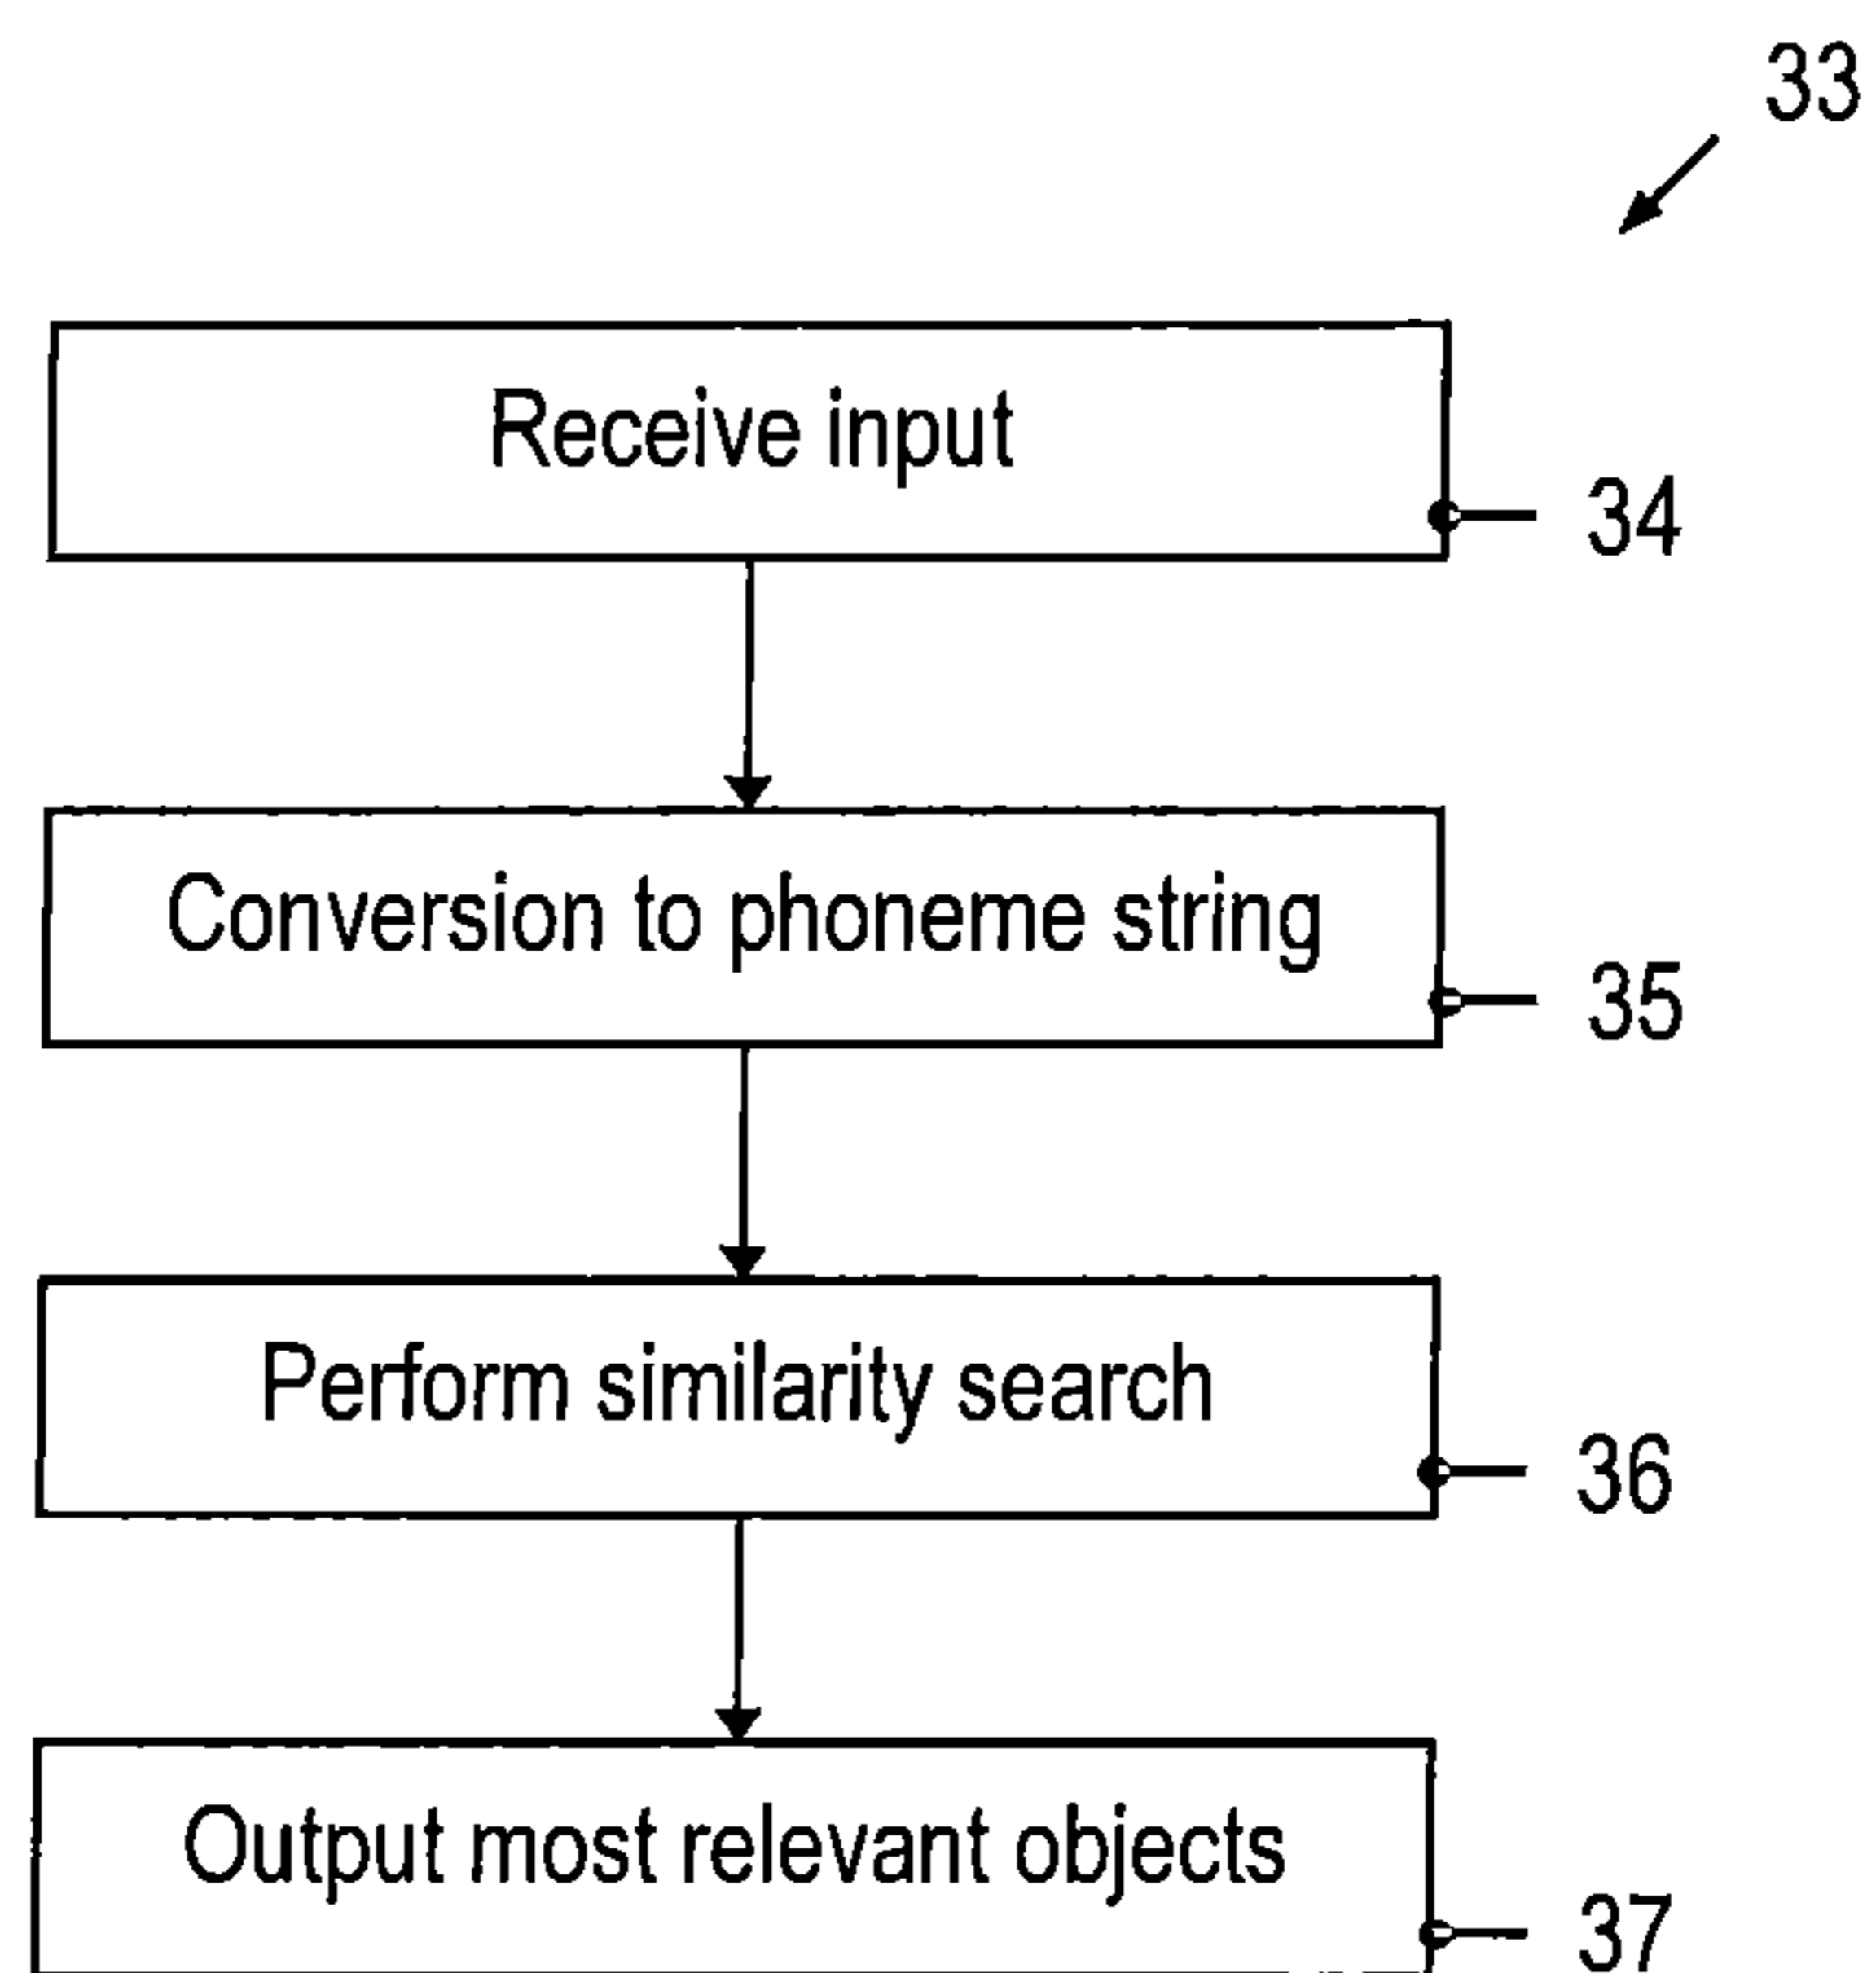 33
Receive input
34
Conversion to phoneme string
35
Perform similarity search
36
Output most relevant objects
37